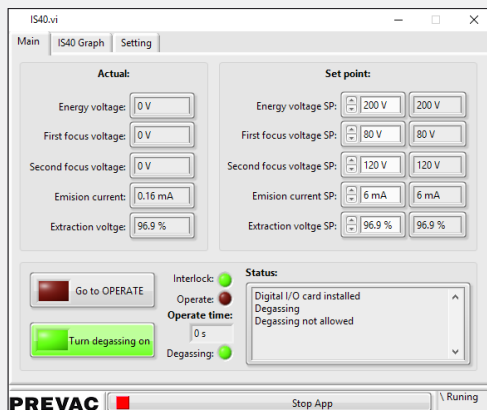 IS40.vi
Main IS40 Graph Setting
Actual:
Energy voltage: 0 V
First focus voltage: 0 V
Second focus voltage: 0 V
Emision current: 0.16 mA
Extraction voltge: 96.9 %
Set point:
Energy voltage SP: 200 V 200 V
First focus voltage SP: 80 V 80 V
Second focus voltage SP: 120 V 120 V
Emision current SP: 6 mA 6 mA
Extraction voltge SP: 96.9 % 96.9 %
Go to OPERATE
Turn degassing on
Interlock:
Operate:
Operate time:
0 s
Degassing:
Status:
Digital I/O card installed
Degassing
Degassing not allowed
PREVAC Stop App \ Runing